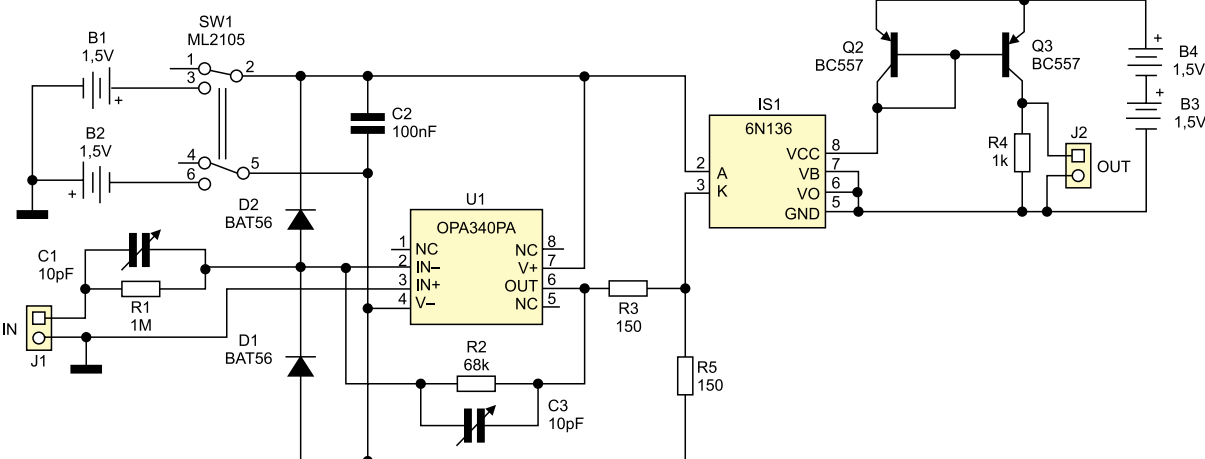 SW1
ML2105
B1
1,5V
+
1
2
3
B2
1,5V
+
4
5
6
C2
100nF
D2
BAT56
C1
10pF
R1
1M
IN
J1
D1
BAT56
U1
OPA340PA
1 NC
2 IN–
3 IN+
4 V–
NC 8
V+ 7
OUT 6
NC 5
R2
68k
C3
10pF
R3
150
R5
150
IS1
6N136
2 A
3 K
VCC 8
VB 7
VO 6
GND 5
Q2
BC557
Q3
BC557
R4
1k
J2
OUT
+
B4
1,5V
+
B3
1,5V